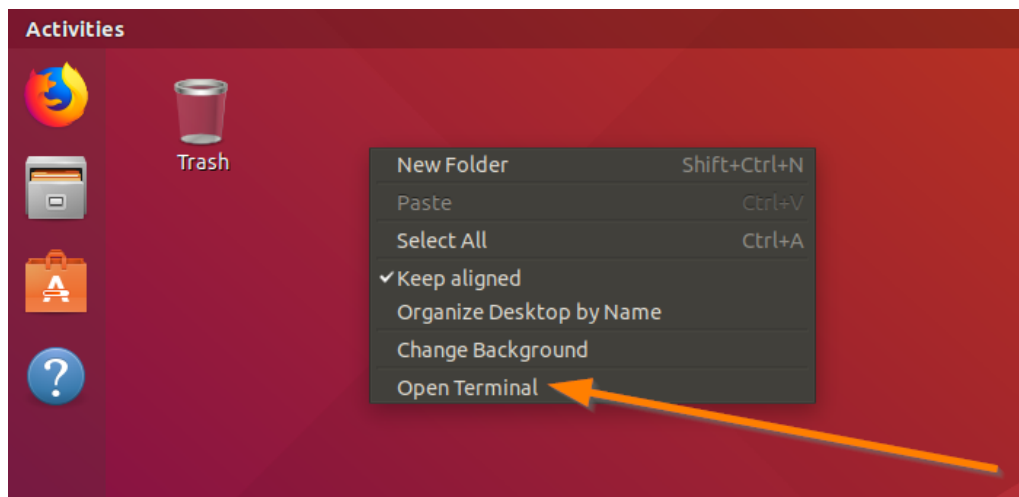 Activities
Trash
New Folder Shift+Ctrl+N
Paste Ctrl+V
Select All Ctrl+A
Keep aligned
Organize Desktop by Name
Change Background
Open Terminal